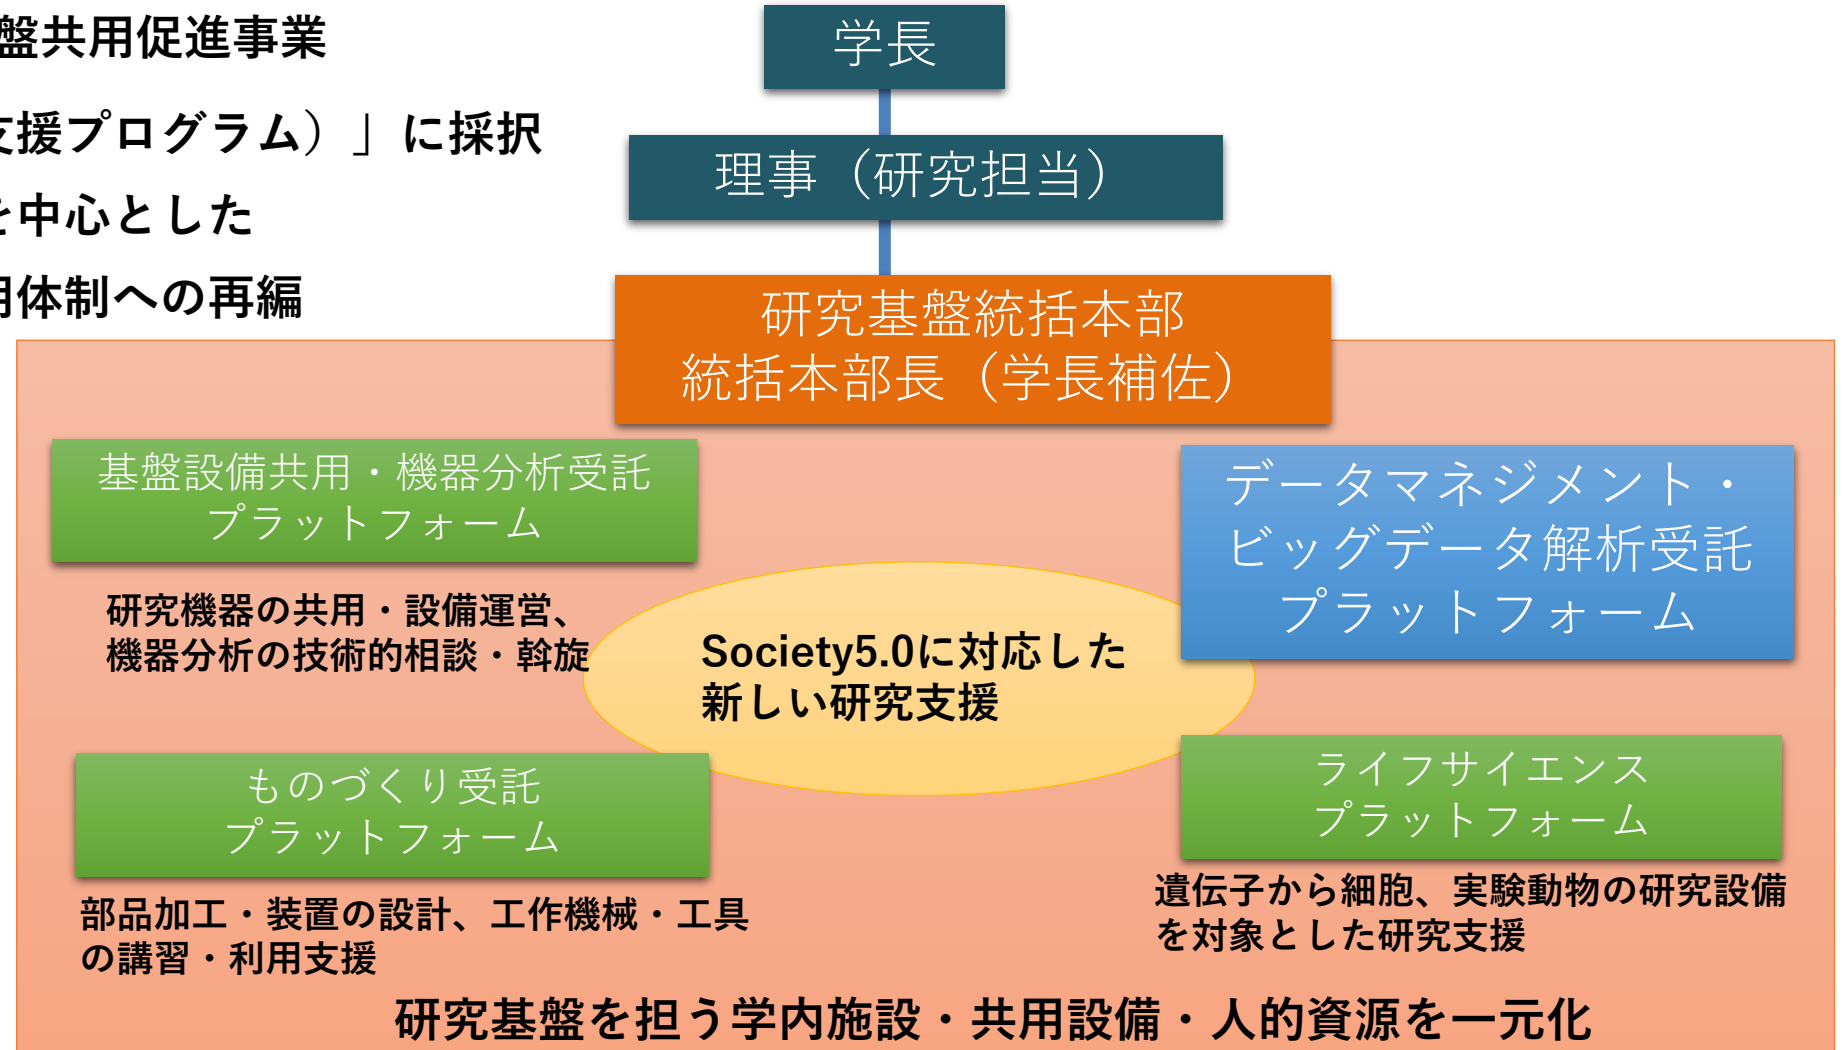 盤共用促進事業
支援プログラム）」に採択
を中心とした
用体制への再編
学長
理事（研究担当）
研究基盤統括本部
統括本部長（学長補佐）
基盤設備共用・機器分析受託
プラットフォーム
研究機器の共用・設備運営、
機器分析の技術的相談・斡旋
データマネジメント・
ビッグデータ解析受託
プラットフォーム
Society5.0に対応した
新しい研究支援
ものづくり受託
プラットフォーム
部品加工・装置の設計、工作機械・工具
の講習・利用支援
ライフサイエンス
プラットフォーム
遺伝子から細胞、実験動物の研究設備
を対象とした研究支援
研究基盤を担う学内施設・共用設備・人的資源を一元化